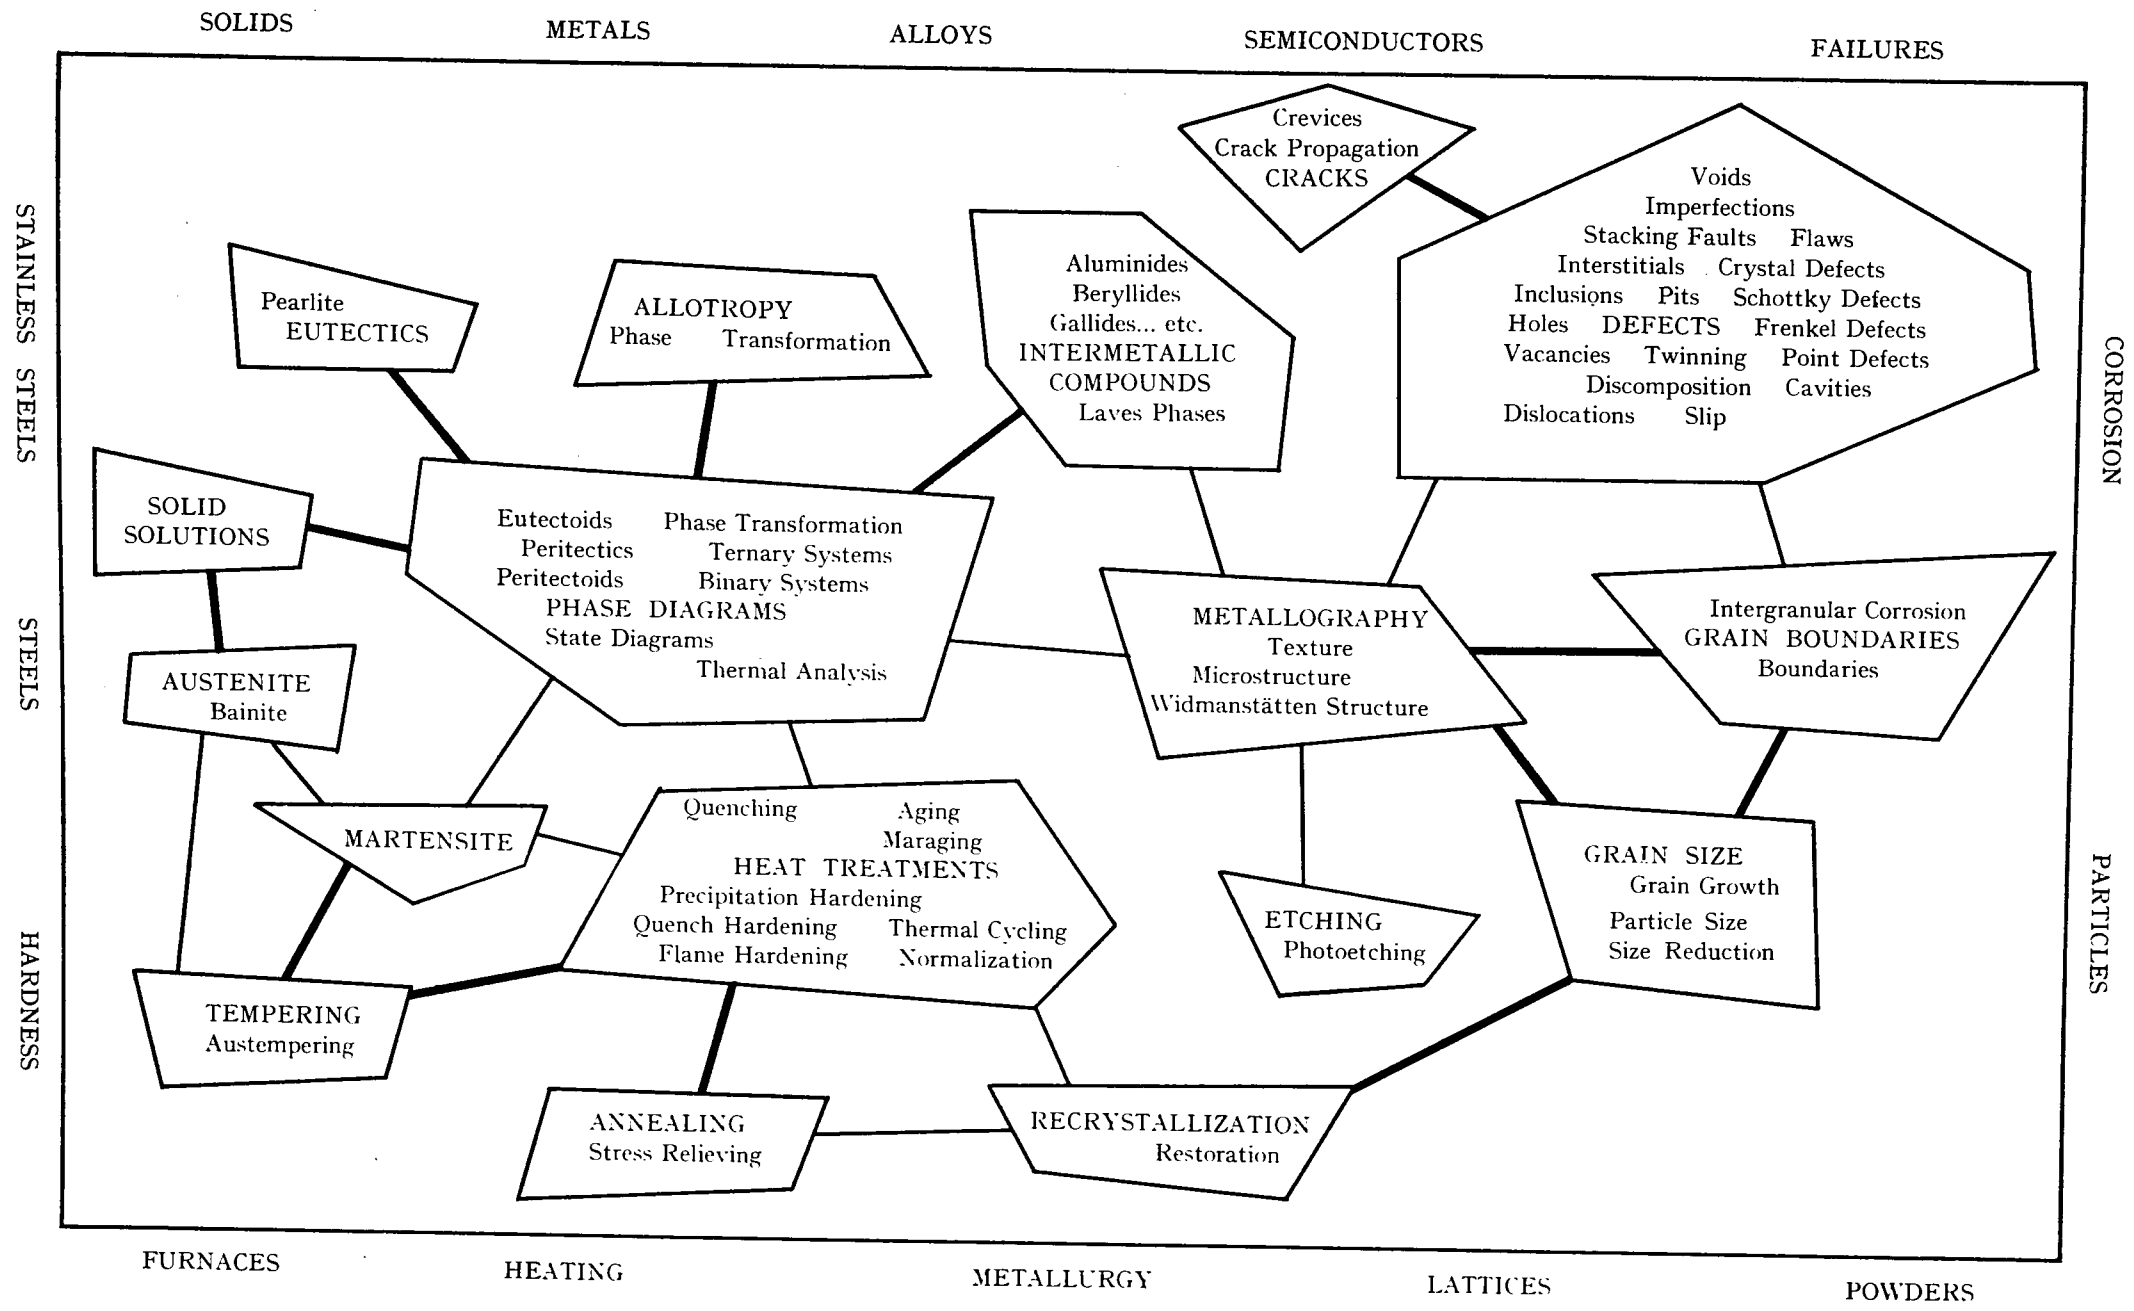 SOLIDS METALS ALLOYS SEMICONDUCTORS FAILURES
STAINLESS STEELS
STEELS
HARDNESS
Crevices
Crack Propagation
CRACKS
Voids
Imperfections
Stacking Faults Flaws
Interstitials Crystal Defects
Inclusions Pits Schottky Defects
Holes DEFECTS Frenkel Defects
Vacancies Twinning Point Defects
Discomposition Cavities
Dislocations Slip
Pearlite
EUTECTICS
ALLOTROPY
Phase Transformation
Aluminides
Beryllides
Gallides... etc.
INTERMETALLIC
COMPOUNDS
Laves Phases
SOLID
SOLUTIONS
Eutectoids Phase Transformation
Peritectics Ternary Systems
Peritectoids Binary Systems
PHASE DIAGRAMS
State Diagrams
Thermal Analysis
METALLOGRAPHY
Texture
Microstructure
Widmanstätten Structure
Intergranular Corrosion
GRAIN BOUNDARIES
Boundaries
AUSTENITE
Bainite
MARTENSITE
Quenching Aging
Maraging
HEAT TREATMENTS
Precipitation Hardening
Quench Hardening Thermal Cycling
Flame Hardening Normalization
ETCHING
Photoetching
GRAIN SIZE
Grain Growth
Particle Size
Size Reduction
TEMPERING
Austempering
ANNEALING
Stress Relieving
RECRYSTALLIZATION
Restoration
CORROSION
PARTICLES
FURNACES HEATING METALLURGY LATTICES POWDERS